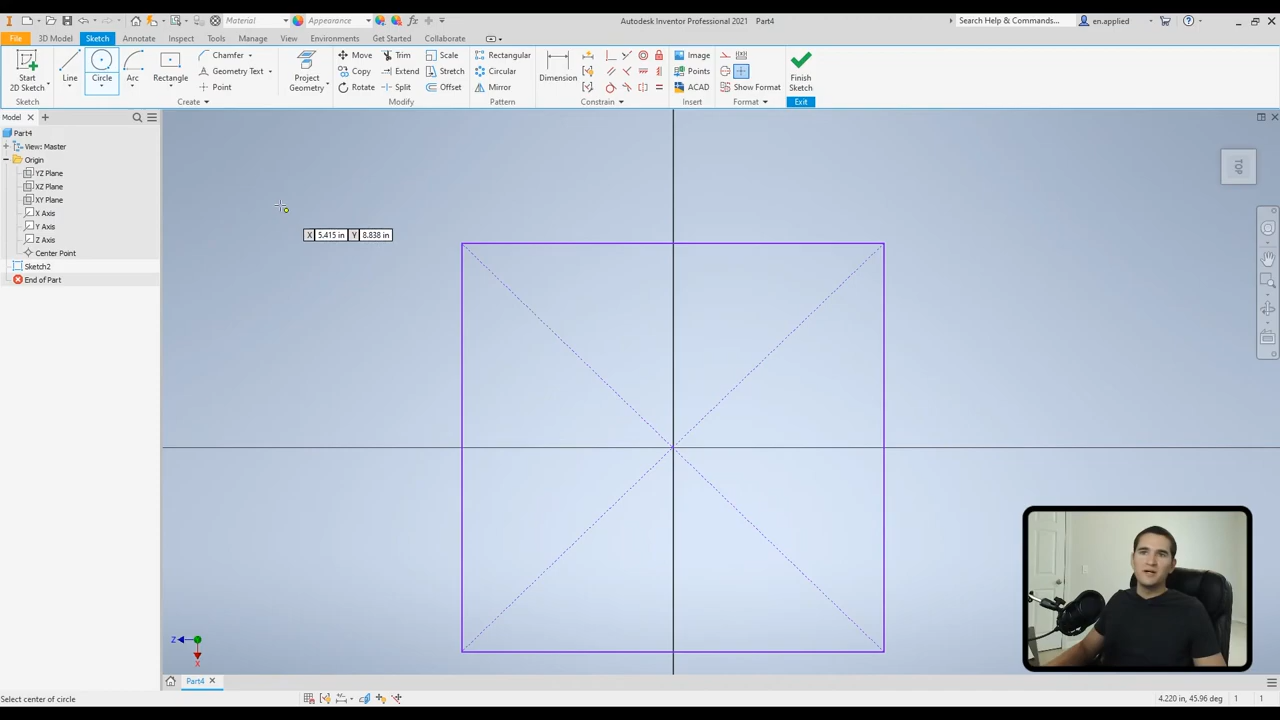 PRO
Material
Appearance
Autodesk Inventor Professional 2021 Part4
Search Help & Commands...
en.applied
File
3D Model
Sketch
Annotate
Inspect
Tools
Manage
View
Environments
Get Started
Collaborate
Start
2D Sketch
Line
Circle
Arc
Rectangle
Chamfer
Geometry Text
Point
Project
Geometry
Move
Copy
Rotate
Trim
Extend
Split
Scale
Stretch
Offset
Rectangular
Circular
Mirror
Dimension
Image
Points
ACAD
Show Format
Finish
Sketch
Sketch
Create
Modify
Pattern
Constrain
Insert
Format
Exit
Model
Part4
View: Master
Origin
YZ Plane
XZ Plane
XY Plane
X Axis
Y Axis
Z Axis
Center Point
Sketch2
End of Part
X 5.415 in Y 8.838 in
TOP
Z
X
Part4
Select center of circle
4.220 in, 45.96 deg 1 1